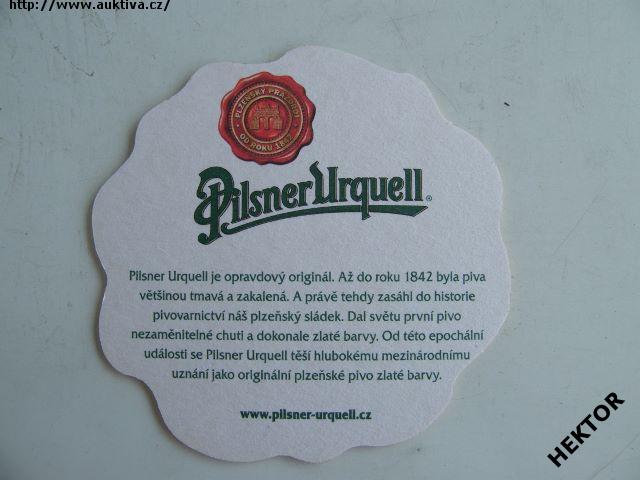 http://www.auktiva.cz/
PLZEŇSKÝ PRAZDROJ
OD ROKU 1842
Pilsner Urquell®
Pilsner Urquell je opravdový originál. Až do roku 1842 byla piva
většinou tmavá a zakalená. A právě tehdy zasáhl do historie
pivovarnictví náš plzeňský sládek. Dal světu první pivo
nezaměnitelné chuti a dokonale zlaté barvy. Od této epochální
události se Pilsner Urquell těší hlubokému mezinárodnímu
uznání jako originální plzeňské pivo zlaté barvy.
www.pilsner-urquell.cz
HEKTOR